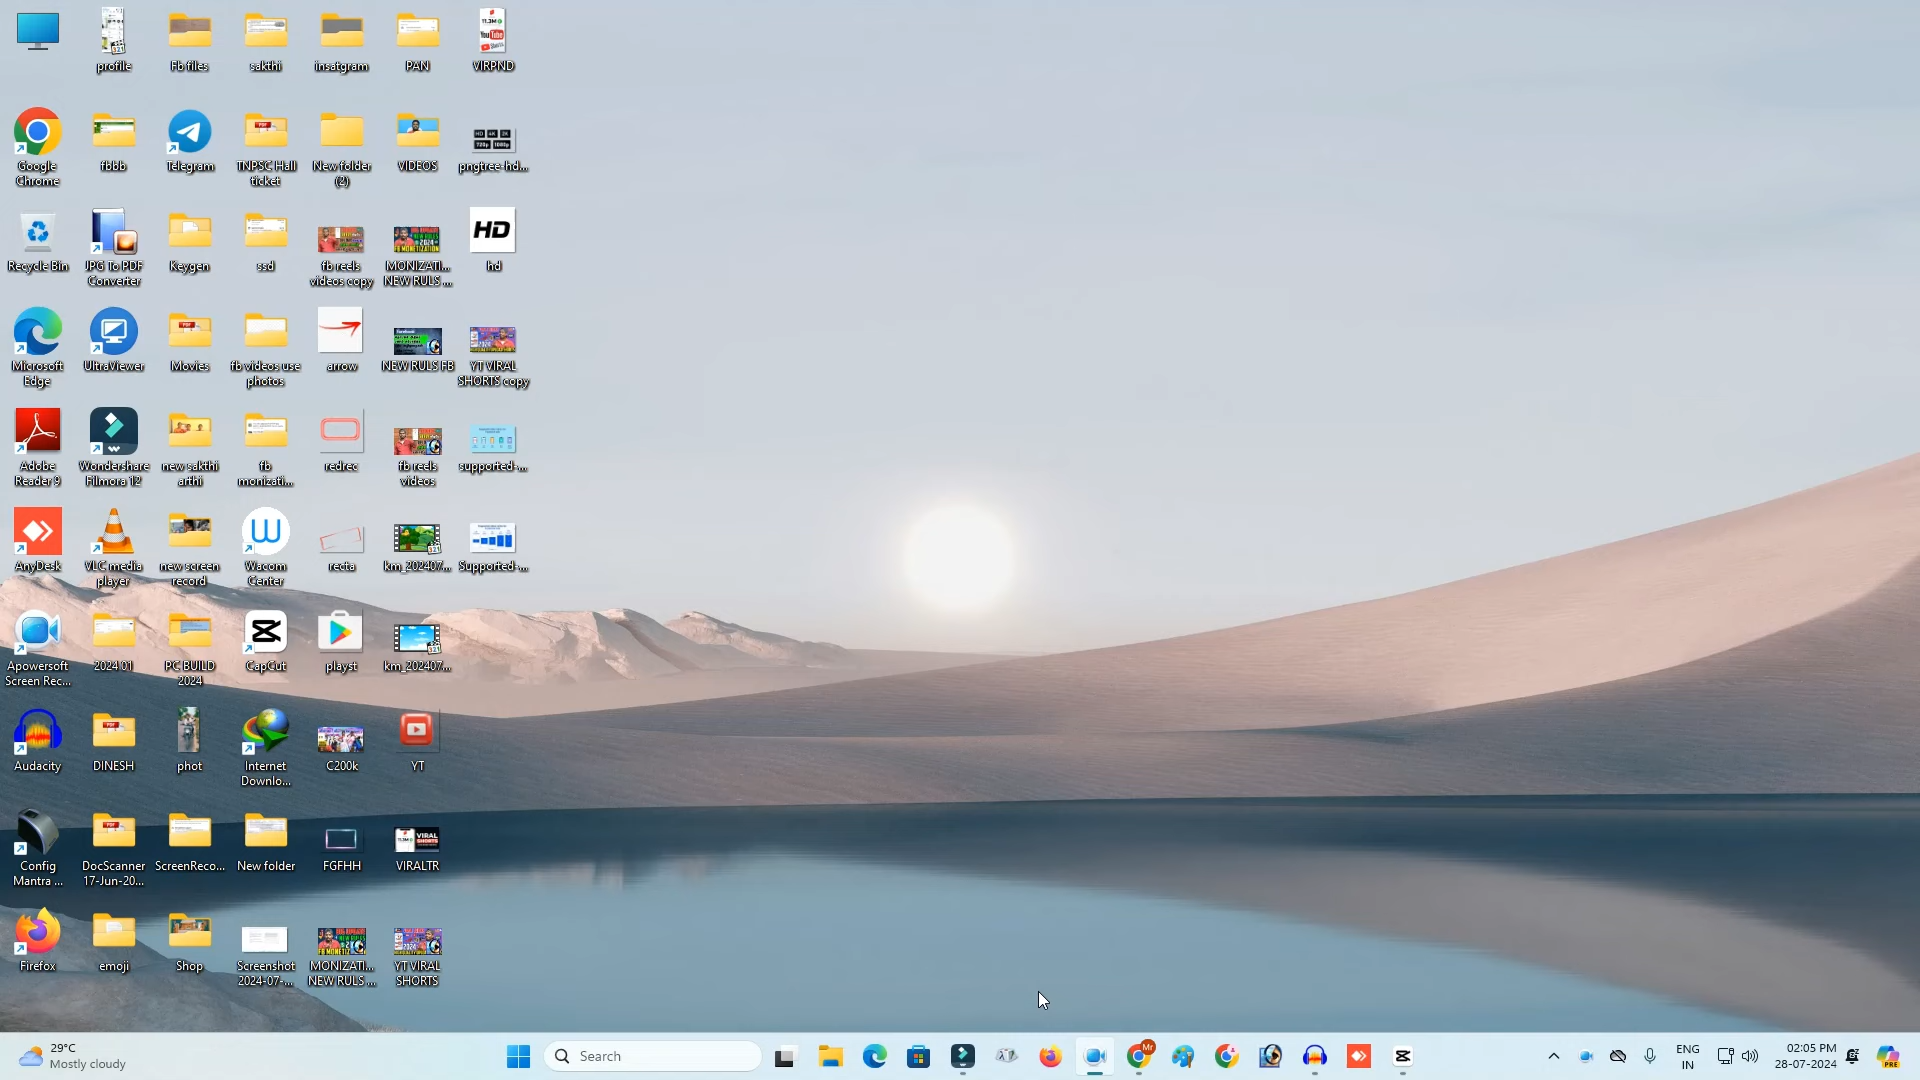 profile
Fb files
sakthi
insatgram
PAN
VIRPND
Google
Chrome
fbbb
Telegram
TNPSC Hall
ticket
New folder
(2)
VIDEOS
pngtree-hd...
Recycle Bin
JPG To PDF
Converter
Keygen
ssd
fb reels
videos copy
MONIZATI...
NEW RULS ...
HD
hd
Microsoft
Edge
UltraViewer
Movies
fb videos use
photos
arrow
NEW RULS FB
YT VIRAL
SHORTS copy
Adobe
Reader 9
Wondershare
Filmora 12
new sakthi
arthi
fb
monizati...
redrec
fb reels
videos
supported-...
AnyDesk
VLC media
player
new screen
record
Wacom
Center
recta
km_202407...
Supported-...
Apowersoft
Screen Rec...
2024 01
PC BUILD
2024
CapCut
playst
km_202407...
Audacity
DINESH
phot
Internet
Downlo...
C200k
YT
Config
Mantra ...
DocScanner
17-Jun-20...
ScreenReco...
New folder
FGFHH
VIRALTR
Firefox
emoji
Shop
Screenshot
2024-07-...
MONIZATI...
NEW RULS ...
YT VIRAL
SHORTS
29°C
Mostly cloudy
Search
ENG
IN
02:05 PM
28-07-2024